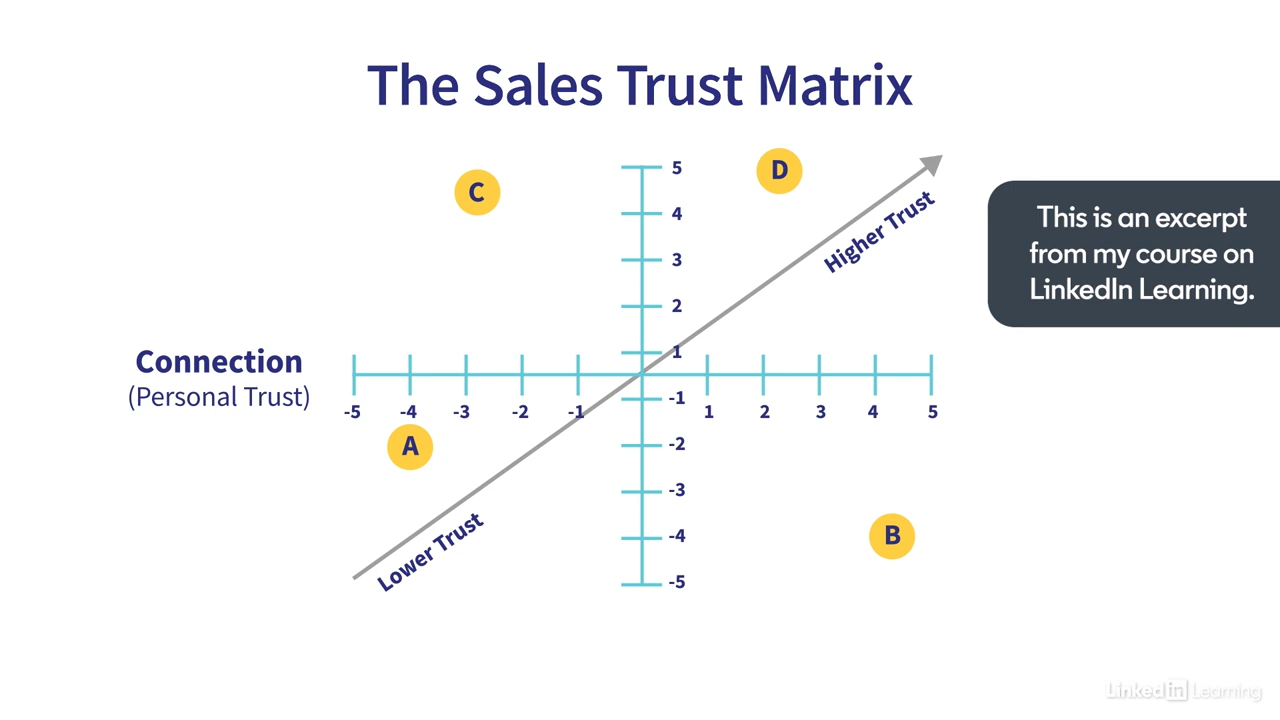 The Sales Trust Matrix
C
D
5
4
3
2
1
-1
-2
-3
-4
-5
Higher Trust
This is an excerpt
from my course on
LinkedIn Learning.
Connection
(Personal Trust)
-5 -4 -3 -2 -1 1 2 3 4 5
A
B
Lower Trust
LinkedIn Learning